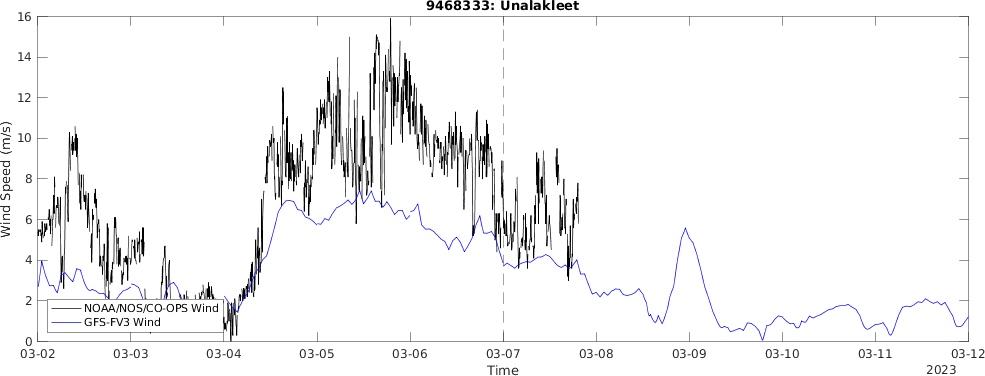 9468333: Unalakleet
16
14
12
10
8
6
4
2
0
Wind Speed (m/s)
NOAA/NOS/CO-OPS Wind
GFS-FV3 Wind
03-02 03-03 03-04 03-05 03-06 03-07 03-08 03-09 03-10 03-11 03-12
Time
2023